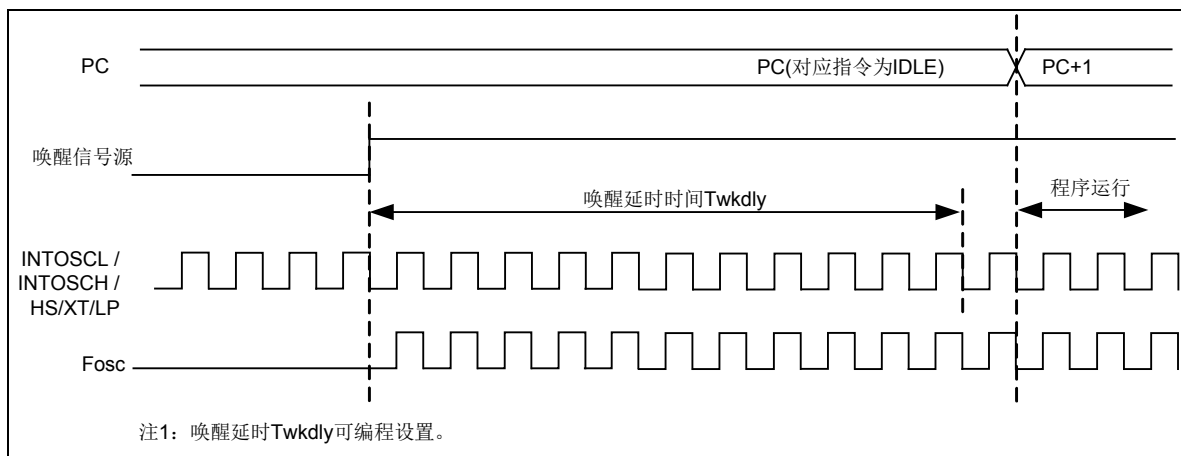 PC
PC(对应指令为IDLE)
PC+1
唤醒信号源
唤醒延时时间Twkdly
程序运行
INTOSCL /
INTOSCH /
HS/XT/LP
Fosc
注1：唤醒延时Twkdly可编程设置。